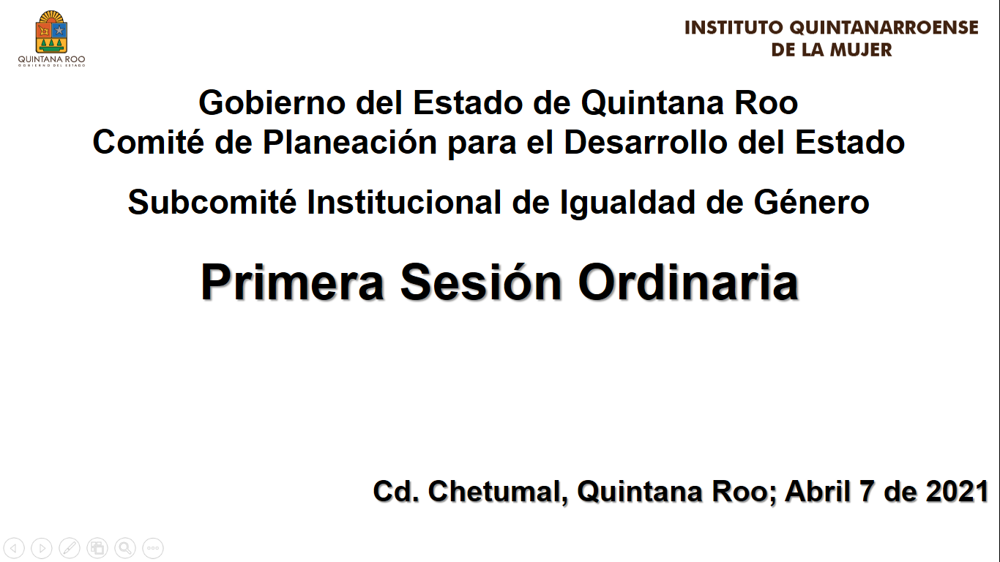 QUINTANA ROO
GOBIERNO DEL ESTADO
INSTITUTO QUINTANARROENSE
DE LA MUJER
Gobierno del Estado de Quintana Roo
Comité de Planeación para el Desarrollo del Estado
Subcomité Institucional de Igualdad de Género
Primera Sesión Ordinaria
Cd. Chetumal, Quintana Roo; Abril 7 de 2021